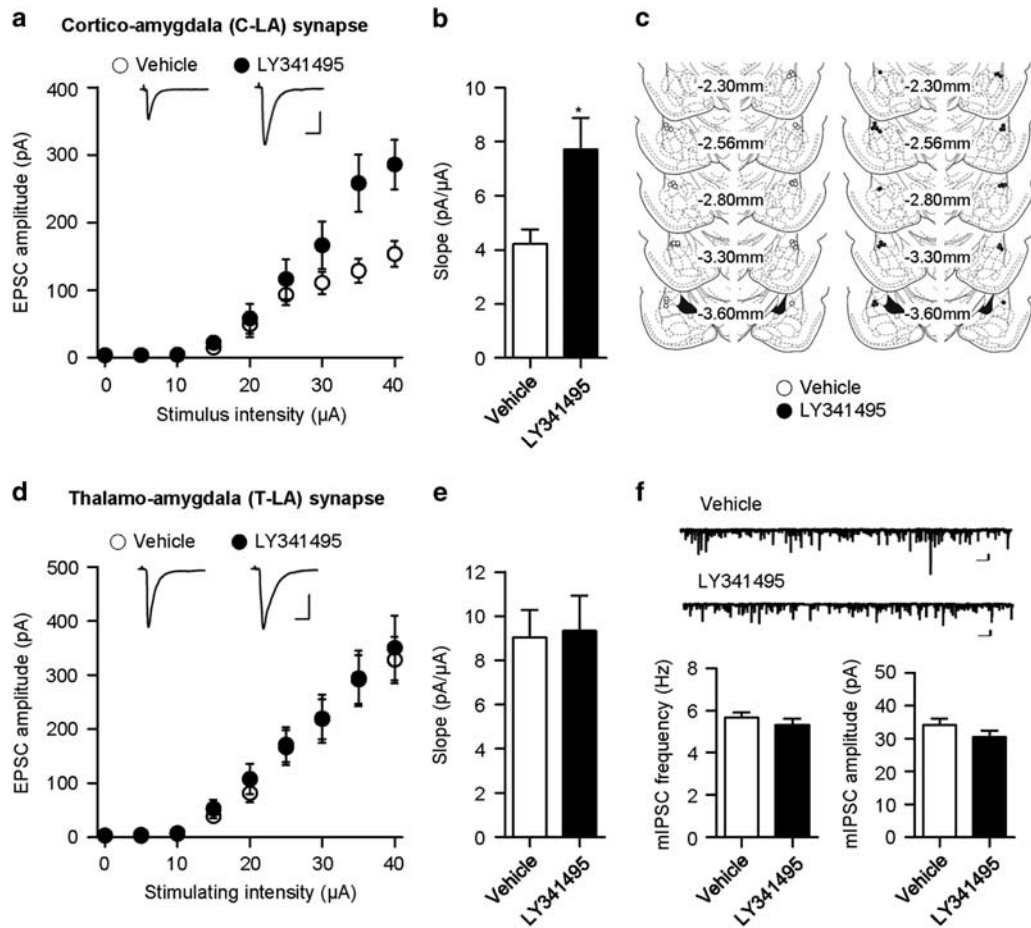 a
Cortico-amygdala (C-LA) synapse
Vehicle
LY341495
400
300
200
100
0
EPSC amplitude (pA)
0
10
20
30
40
Stimulus intensity (µA)
b
10
8
6
4
2
0
Slope (pA/µA)
*
Vehicle
LY341495
c
-2.30mm
-2.30mm
-2.56mm
-2.56mm
-2.80mm
-2.80mm
-3.30mm
-3.30mm
-3.60mm
-3.60mm
Vehicle
LY341495
d
Thalamo-amygdala (T-LA) synapse
Vehicle
LY341495
500
400
300
200
100
0
EPSC amplitude (pA)
0
10
20
30
40
Stimulating intensity (µA)
e
12
10
8
6
4
2
0
Slope (pA/µA)
Vehicle
LY341495
f
Vehicle
LY341495
8
6
4
2
0
mIPSC frequency (Hz)
Vehicle
LY341495
50
40
30
20
10
0
mIPSC amplitude (pA)
Vehicle
LY341495